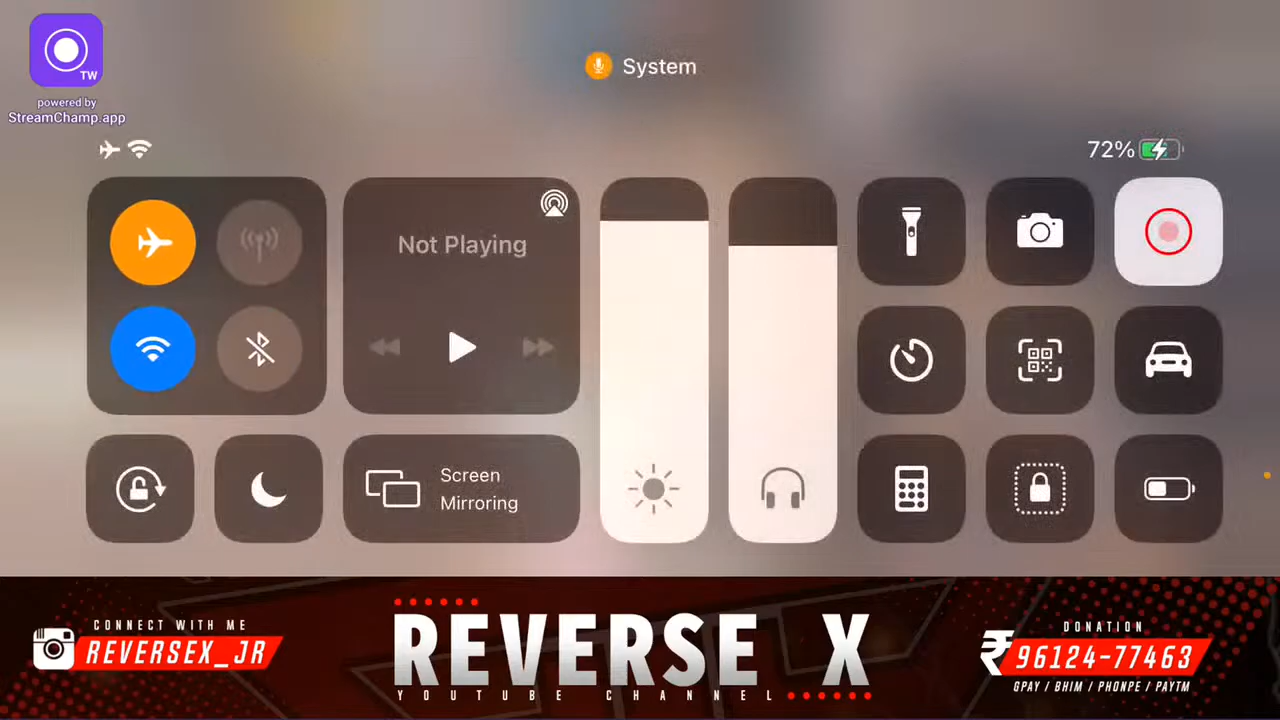 TW
powered by
StreamChamp.app
System
72%
Not Playing
Screen
Mirroring
CONNECT WITH ME
REVERSEX_JR
REVERSE X
YOUTUBE CHANNEL
DONATION
₹ 96124-77463
GPAY / BHIM / PHONPE / PAYTM